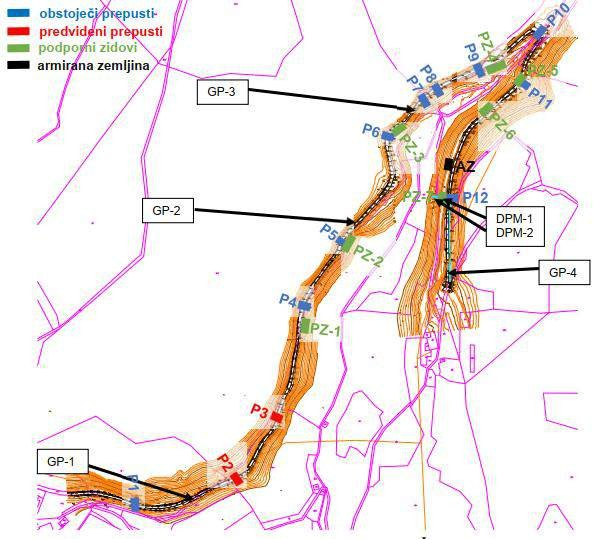 obstoječi prepusti
predvideni prepusti
podporni zidovi
armirana zemljina
P10
PZ-4
P9
PZ-5
P8
P7
P11
GP-3
PZ-6
P6
PZ-3
AZ
PZ-7
P12
GP-2
DPM-1
DPM-2
P5
PZ-2
GP-4
P4
PZ-1
P3
GP-1
P2
P1